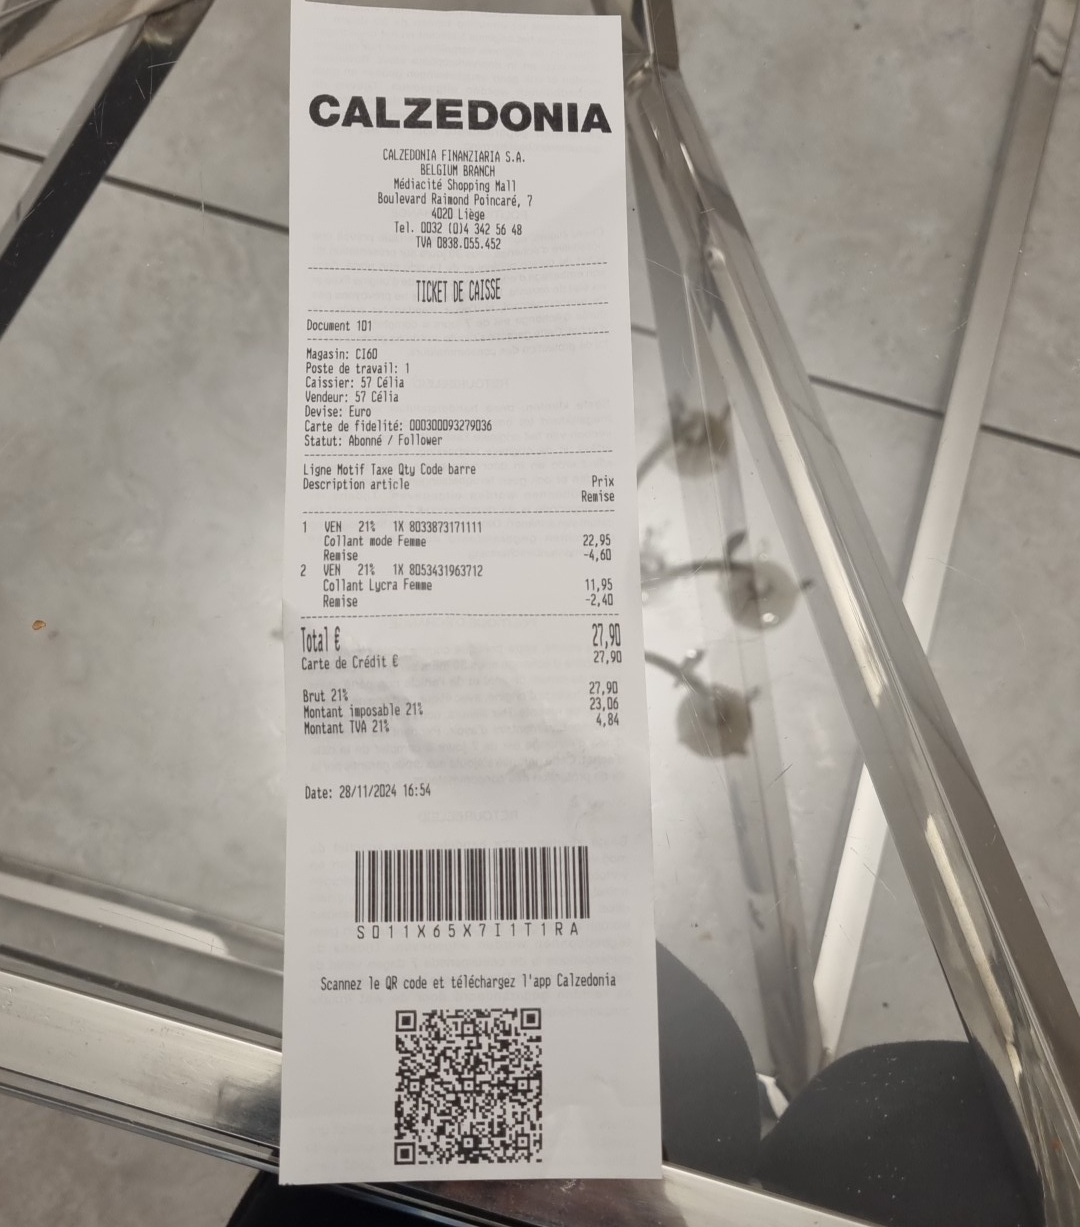 CALZEDONIA
CALZEDONIA FINANZIARIA S.A.
BELGIUM BRANCH
Médiacité Shopping Mall
Boulevard Raimond Poincaré, 7
4020 Liège
Tel. 0032 (0)4 342 56 48
TVA 0838.055.452
TICKET DE CAISSE
Document 101
Magasin: CI60
Poste de travail: 1
Caissier: 57 Célia
Vendeur: 57 Célia
Devise: Euro
Carte de fidelité: 000300093279036
Statut: Abonné / Follower
Ligne Motif Taxe Qty Code barre
Description article Prix
Remise
1 VEN 21% 1X 8033873171111
Collant mode Femme 22,95
Remise -4,60
2 VEN 21% 1X 8053431963712
Collant Lycra Femme 11,95
Remise -2,40
Total € 27,90
Carte de Crédit € 27,90
Brut 21% 27,90
Montant imposable 21% 23,06
Montant TVA 21% 4,84
Date: 28/11/2024 16:54
S011X65X7I1T1RA
Scannez le QR code et téléchargez l'app Calzedonia